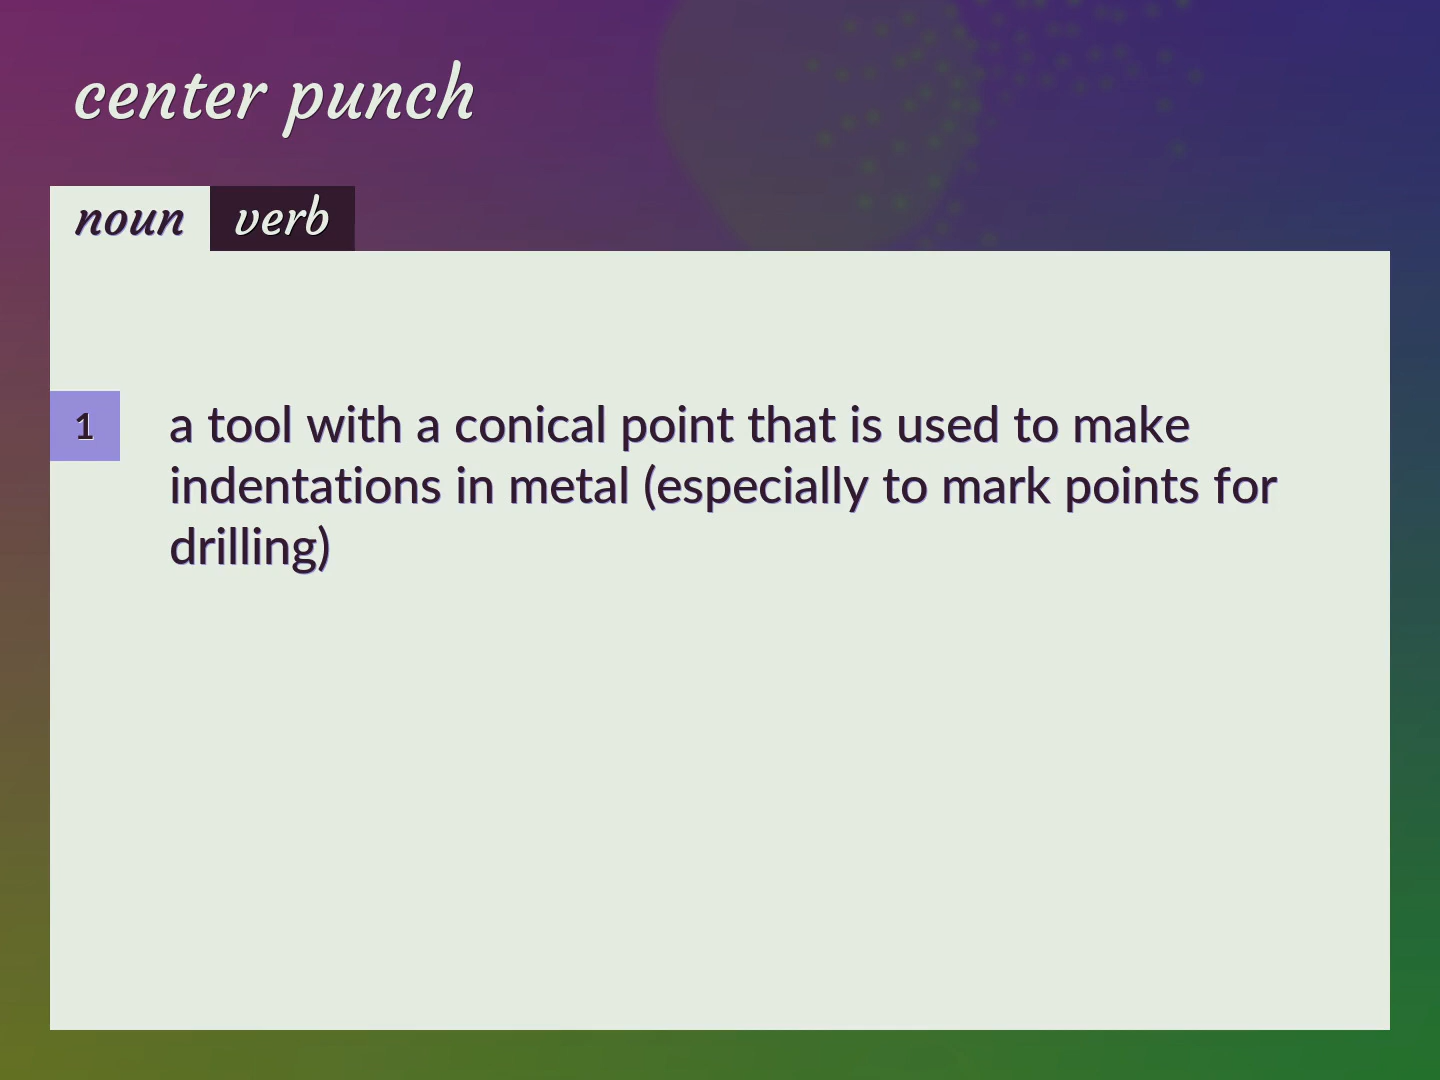 center punch
noun verb
1 a tool with a conical point that is used to make
indentations in metal (especially to mark points for
drilling)